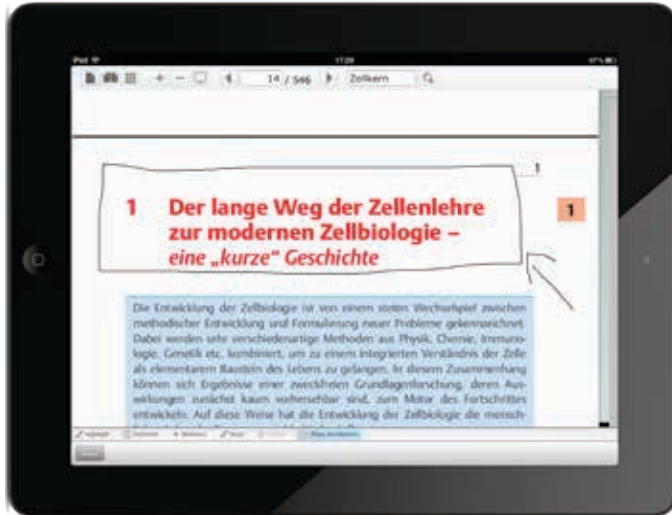 iPad 17:29
14 / 546 Zellkern
1
1 Der lange Weg der Zellenlehre
zur modernen Zellbiologie –
eine „kurze“ Geschichte
1
Die Entwicklung der Zellbiologie ist von einem steten Wechselspiel zwischen
methodischer Entwicklung und Formulierung neuer Probleme gekennzeichnet.
Dabei werden sehr verschiedenartige Methoden aus Physik, Chemie, Immuno-
logie, Genetik etc. kombiniert, um zu einem integrierten Verständnis der Zelle
als elementarem Baustein des Lebens zu gelangen. In diesem Zusammenhang
können sich Ergebnisse einer zweckfreien Grundlagenforschung, deren Aus-
wirkungen zunächst kaum vorhersehbar sind, zum Motor des Fortschrittes
entwickeln. Auf diese Weise hat die Entwicklung der Zellbiologie die mensch-